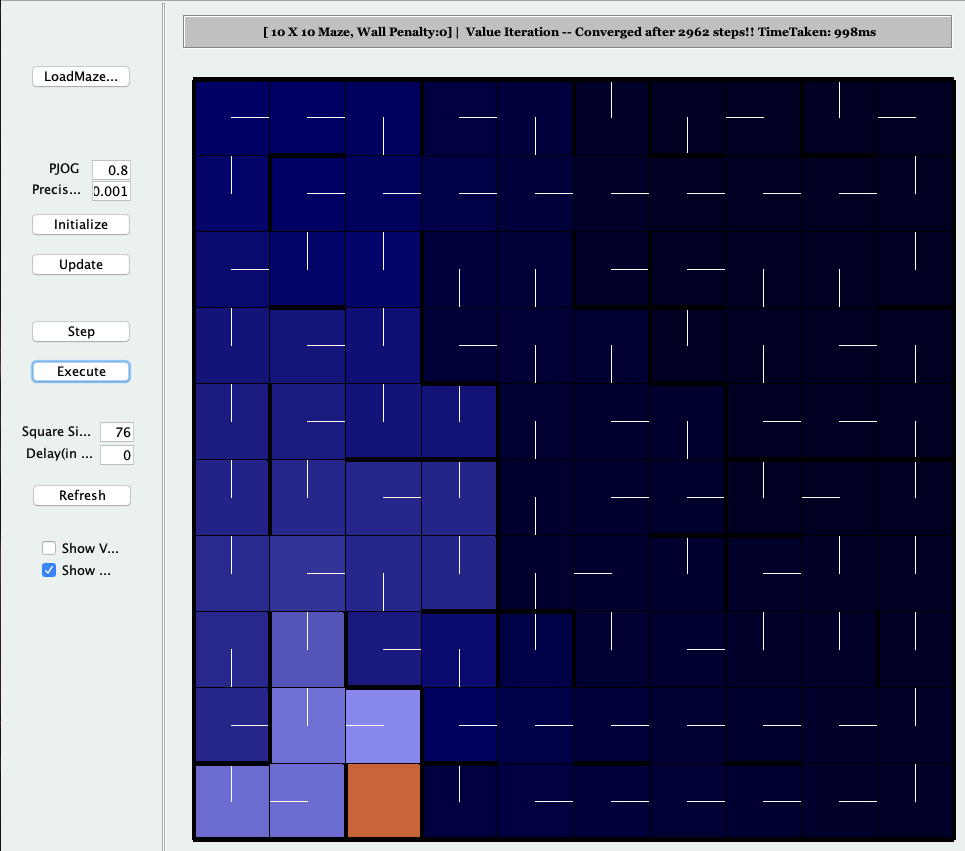 [ 10 X 10 Maze, Wall Penalty:0] | Value Iteration -- Converged after 2962 steps!! TimeTaken: 998ms
LoadMaze...
PJOG 0.8
Precis... 0.001
Initialize
Update
Step
Execute
Square Si... 76
Delay(in ... 0
Refresh
Show V...
Show ...